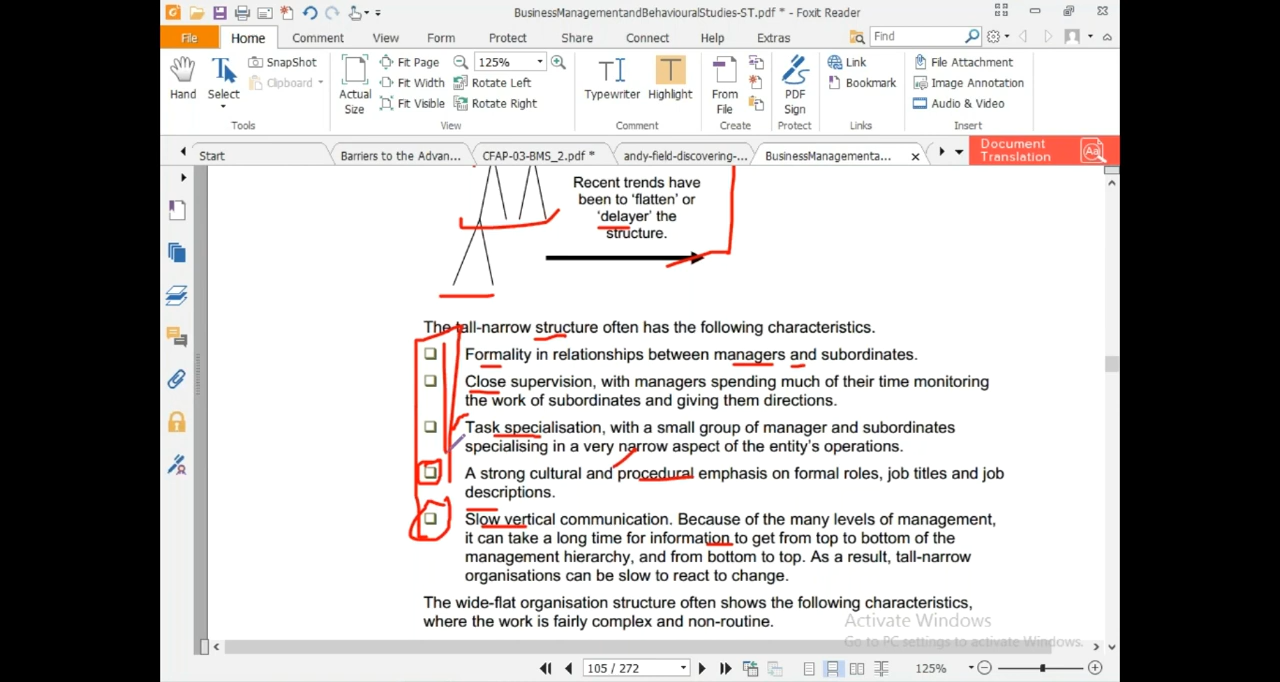 BusinessManagementandBehaviouralStudies-ST.pdf * - Foxit Reader
File Home Comment View Form Protect Share Connect Help Extras Find
Hand Select SnapShot Clipboard
Actual Size Fit Page Fit Width Fit Visible 125% Rotate Left Rotate Right
Typewriter Highlight From File PDF Sign Link Bookmark File Attachment Image Annotation Audio & Video
Tools View Comment Create Protect Links Insert
Start Barriers to the Advan... CFAP-03-BMS_2.pdf * andy-field-discovering-... BusinessManagementa... Document Translation
Recent trends have
been to ‘flatten’ or
‘delayer’ the
structure.
The tall-narrow structure often has the following characteristics.
Formality in relationships between managers and subordinates.
Close supervision, with managers spending much of their time monitoring
the work of subordinates and giving them directions.
Task specialisation, with a small group of manager and subordinates
specialising in a very narrow aspect of the entity’s operations.
A strong cultural and procedural emphasis on formal roles, job titles and job
descriptions.
Slow vertical communication. Because of the many levels of management,
it can take a long time for information to get from top to bottom of the
management hierarchy, and from bottom to top. As a result, tall-narrow
organisations can be slow to react to change.
The wide-flat organisation structure often shows the following characteristics,
where the work is fairly complex and non-routine.
Activate Windows
Go to PC settings to activate Windows.
105 / 272 125%